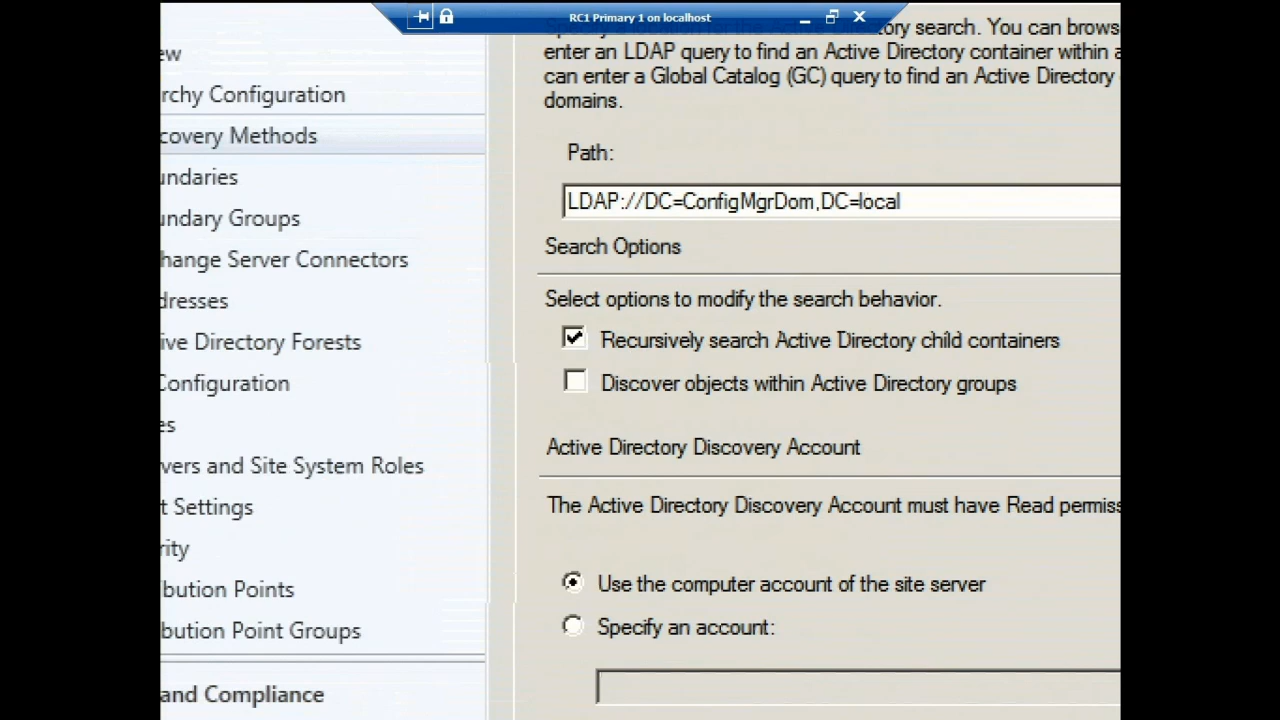 RC1 Primary 1 on localhost
ew
rchy Configuration
covery Methods
undaries
undary Groups
hange Server Connectors
dresses
ive Directory Forests
Configuration
es
vers and Site System Roles
t Settings
rity
bution Points
bution Point Groups
and Compliance
search. You can brows
enter an LDAP query to find an Active Directory container within a
can enter a Global Catalog (GC) query to find an Active Directory
domains.
Path:
LDAP://DC=ConfigMgrDom,DC=local
Search Options
Select options to modify the search behavior.
Recursively search Active Directory child containers
Discover objects within Active Directory groups
Active Directory Discovery Account
The Active Directory Discovery Account must have Read permiss
Use the computer account of the site server
Specify an account: